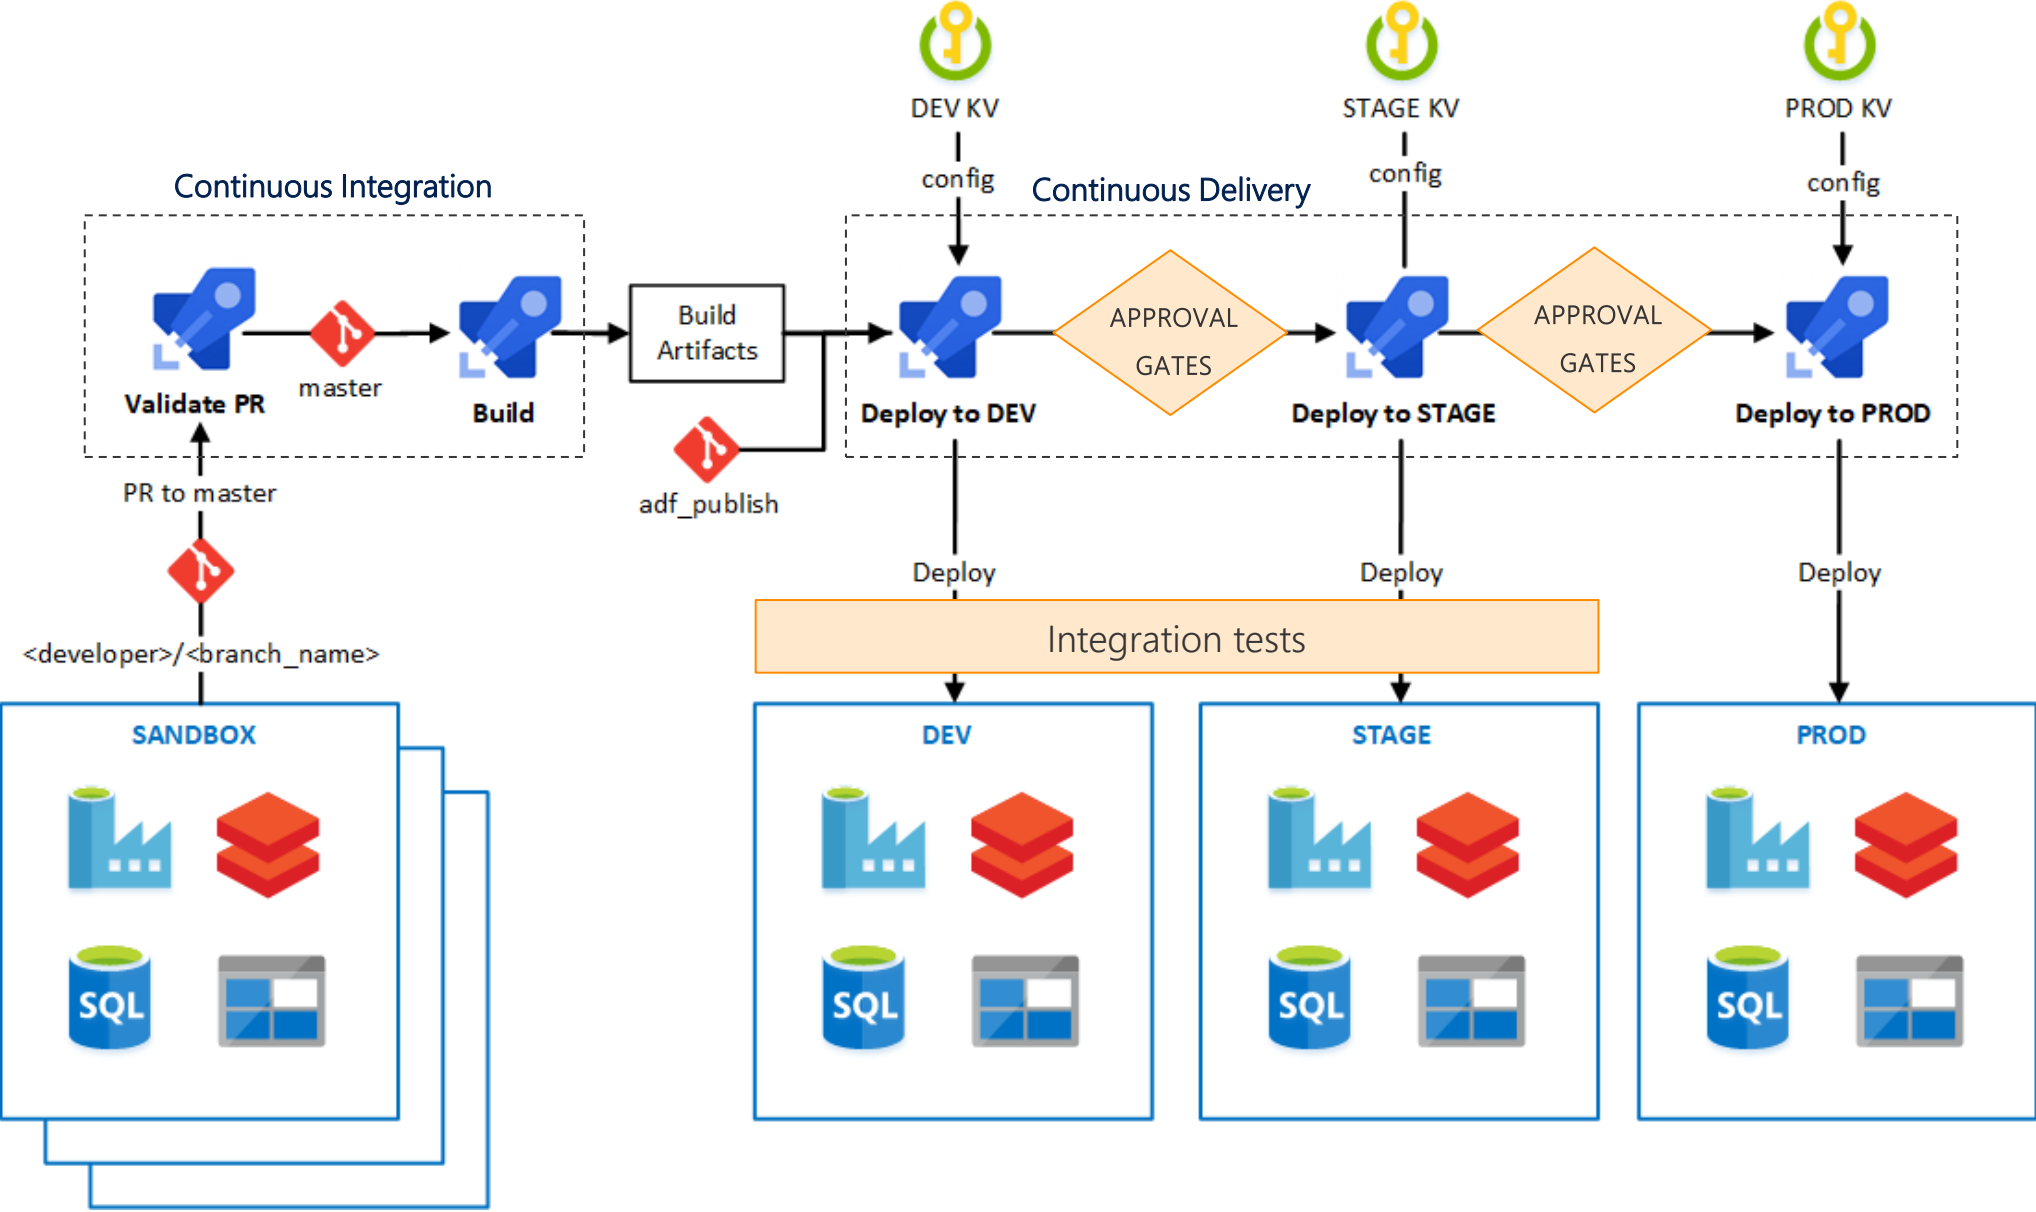 DEV KV
STAGE KV
PROD KV
config
config
config
Continuous Integration
Continuous Delivery
Validate PR
master
Build
Build
Artifacts
adf_publish
Deploy to DEV
APPROVAL
GATES
Deploy to STAGE
APPROVAL
GATES
Deploy to PROD
PR to master
<developer>/<branch_name>
Deploy
Deploy
Deploy
Integration tests
SANDBOX
DEV
STAGE
PROD
SQL
SQL
SQL
SQL